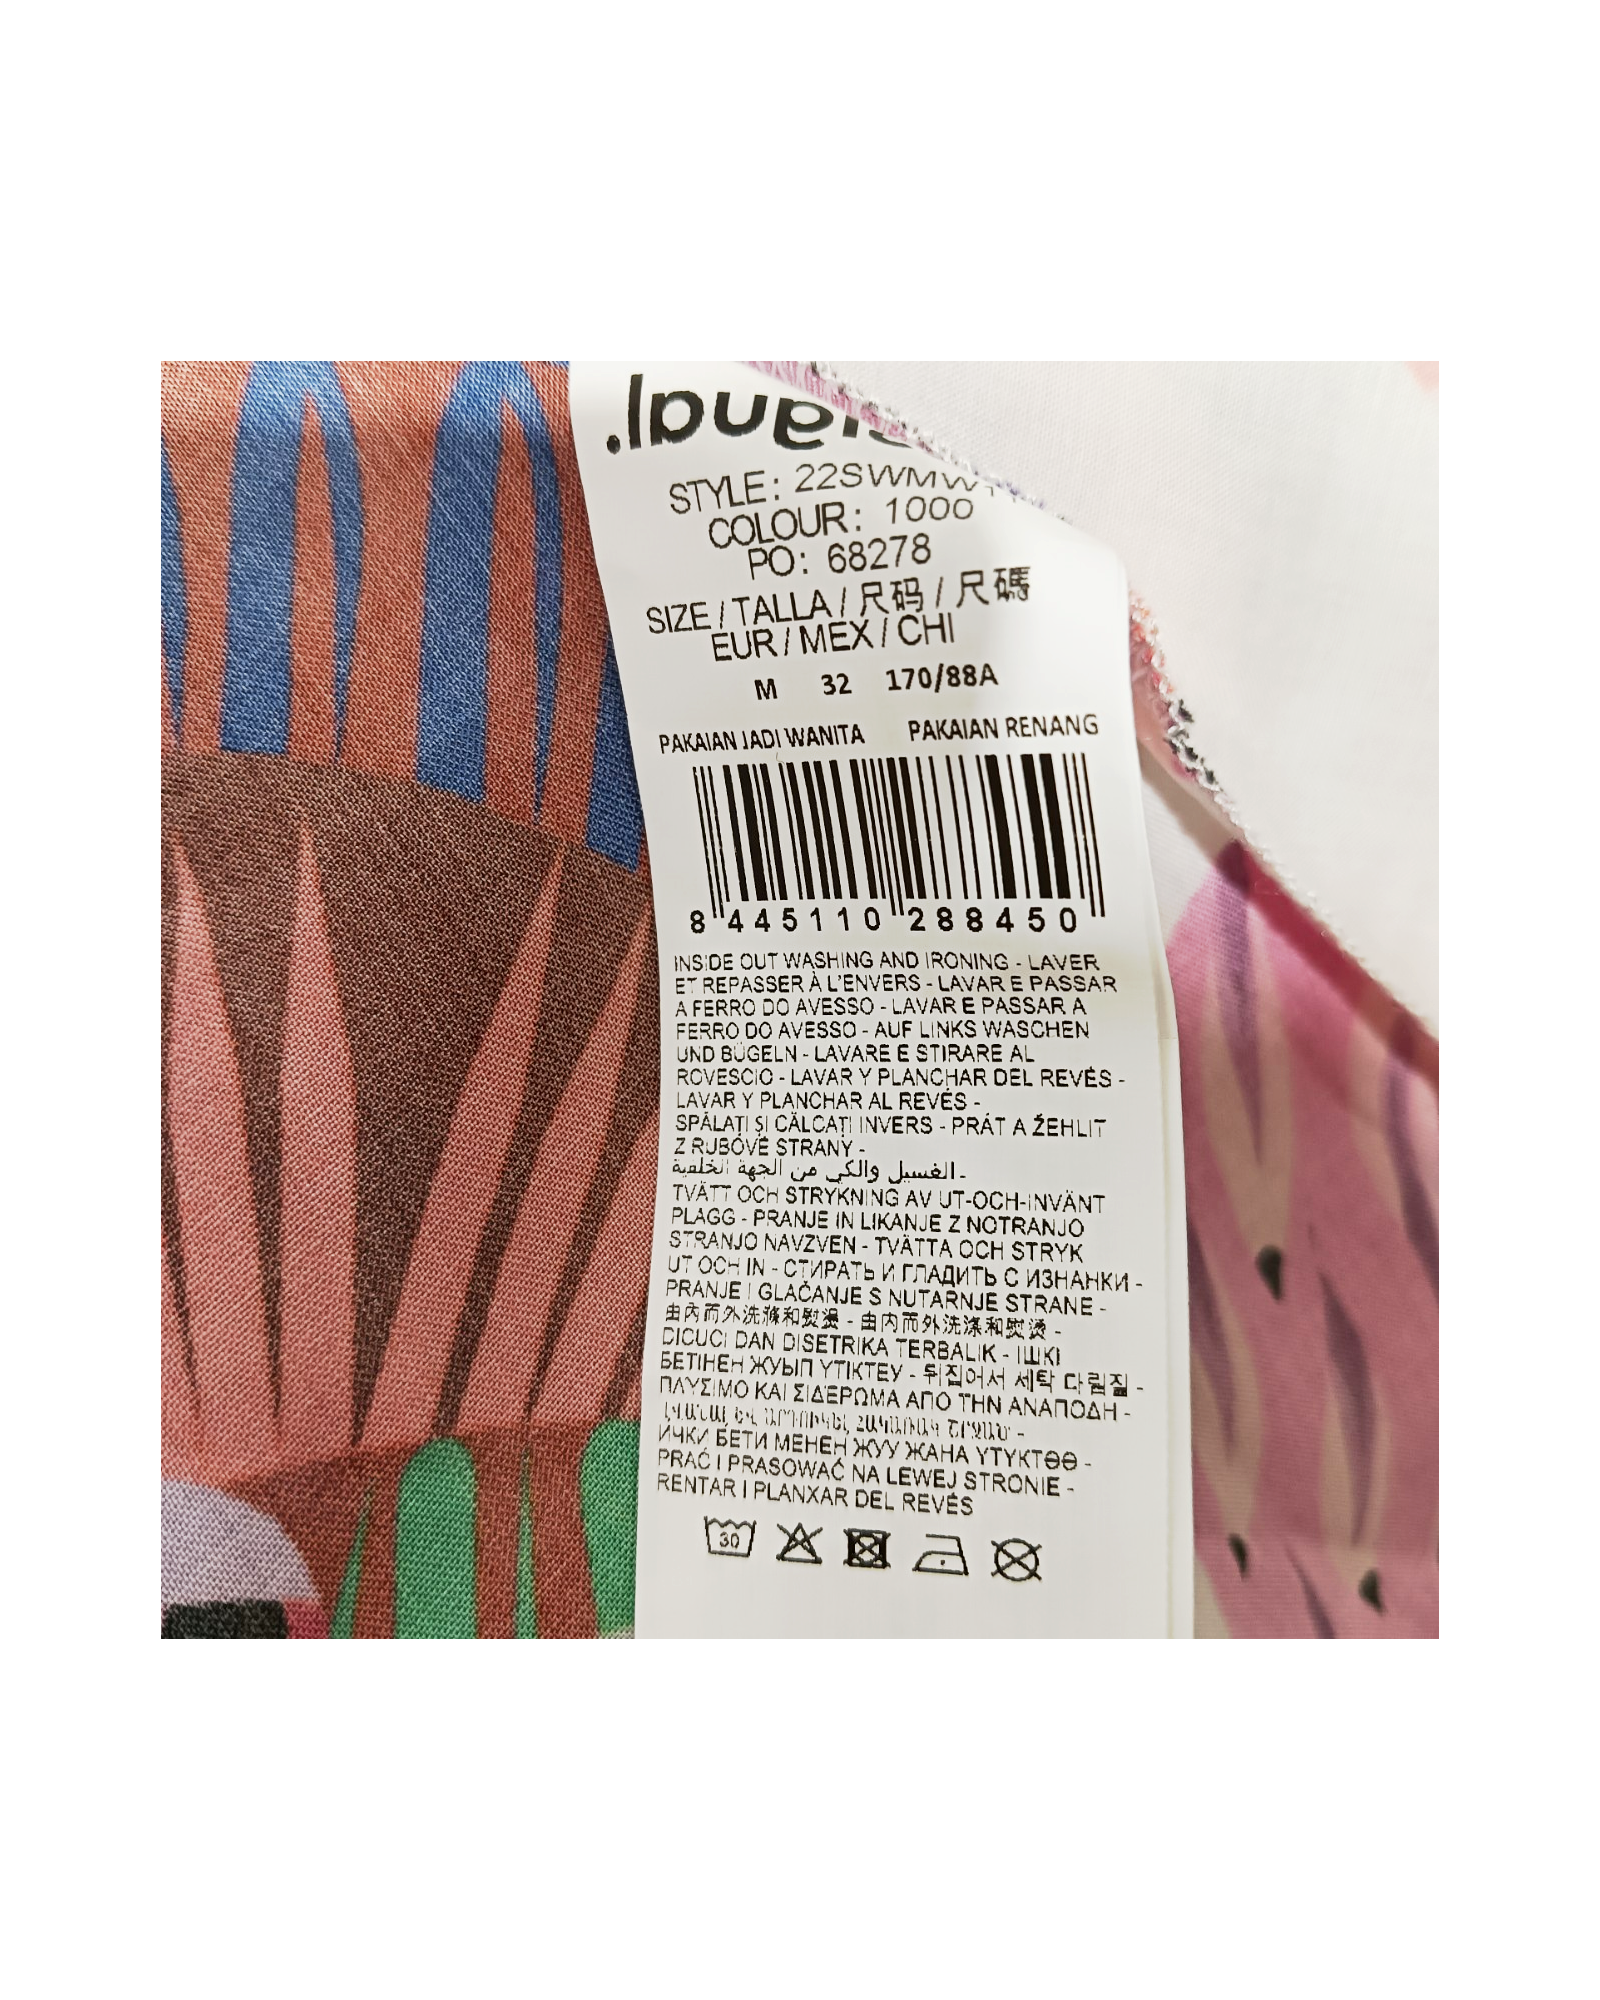 STYLE: 22SWMW
COLOUR: 1000
PO: 68278
SIZE / TALLA / 尺码 / 尺碼
EUR / MEX / CHI
M 32 170/88A
PAKAIAN JADI WANITA PAKAIAN RENANG
8 445110 288450
INSIDE OUT WASHING AND IRONING - LAVER
ET REPASSER À L'ENVERS - LAVAR E PASSAR
A FERRO DO AVESSO - LAVAR E PASSAR A
FERRO DO AVESSO - AUF LINKS WASCHEN
UND BÜGELN - LAVARE E STIRARE AL
ROVESCIO - LAVAR Y PLANCHAR DEL REVÉS -
LAVAR Y PLANCHAR AL REVÉS -
SPĂLAȚI ȘI CĂLCAȚI INVERS - PRÁT A ŽEHLIT
Z RUBOVÉ STRANY -
الغسيل والكي من الجهة الخلفية -
TVÄTT OCH STRYKNING AV UT-OCH-INVÄNT
PLAGG - PRANJE IN LIKANJE Z NOTRANJO
STRANJO NAVZVEN - TVÄTTA OCH STRYK
UT OCH IN - СТИРАТЬ И ГЛАДИТЬ С ИЗНАНКИ -
PRANJE I GLAČANJE S NUTARNJE STRANE -
由內而外洗滌和熨燙 - 由内而外洗涤和熨烫 -
DICUCI DAN DISETRIKA TERBALIK - ІШКІ
БЕТІНЕН ЖУЫП ҮТІКТЕУ - 뒤집어서 세탁 다림질 -
ΠΛΥΣΙΜΟ ΚΑΙ ΣΙΔΕΡΩΜΑ ΑΠΟ ΤΗΝ ΑΝΑΠΟΔΗ -
ИЧКИ БЕТИ МЕНЕН ЖУУ ЖАНА ҮТҮКТӨӨ -
PRAĆ I PRASOWAĆ NA LEWEJ STRONIE -
RENTAR I PLANXAR DEL REVÉS
30